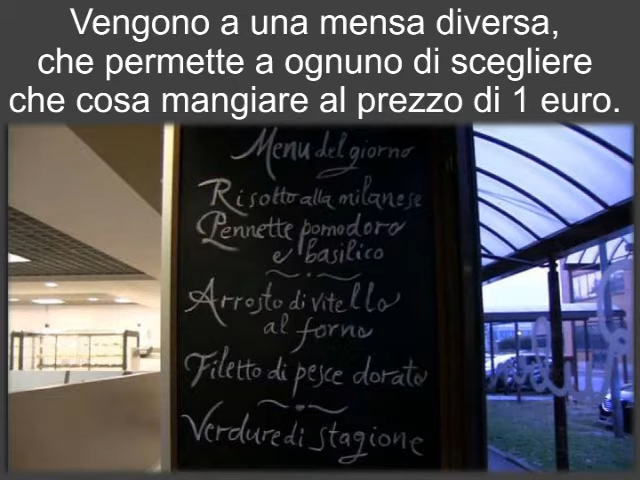 Vengono a una mensa diversa,
che permette a ognuno di scegliere
che cosa mangiare al prezzo di 1 euro.
Menu del giorno
Risotto alla milanese
Pennette pomodoro
e basilico
Arrosto di vitello
al forno
Filetto di pesce dorato
Verdure di stagione